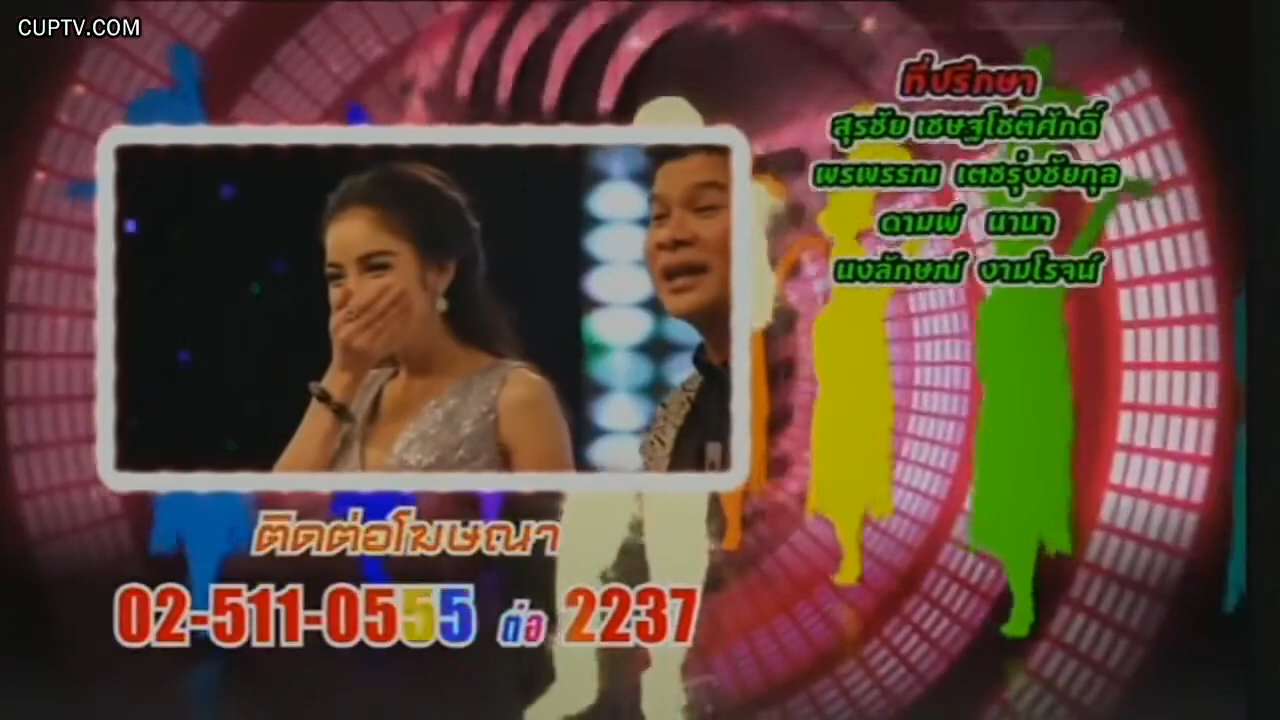 CUPTV.COM
ที่ปรึกษา
สุรชัย เชษฐโชติศักดิ์
พรพรรณ เตชรุ่งชัยกุล
ดามพ์ นานา
นงลักษณ์ งามโรจน์
ติดต่อโฆษณา
02-511-0555 ต่อ 2237